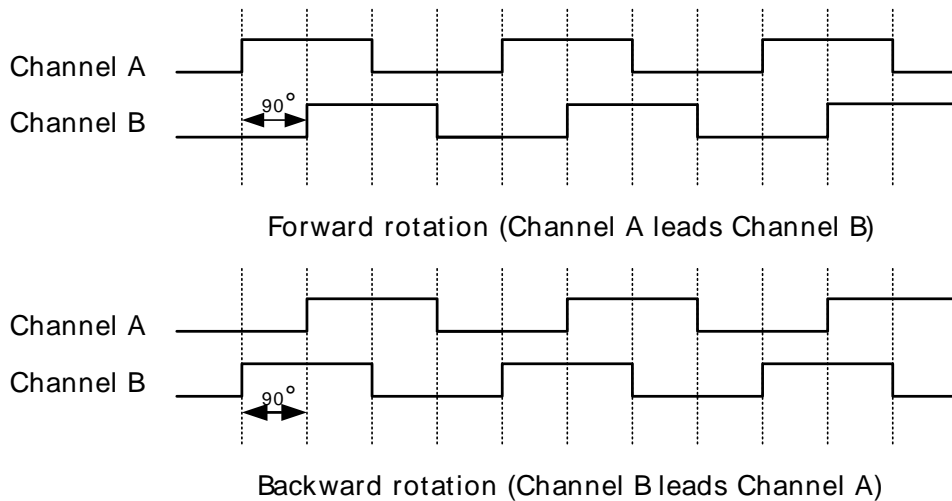 Channel A
90°
Channel B
Forward rotation (Channel A leads Channel B)
Channel A
Channel B
90°
Backward rotation (Channel B leads Channel A)